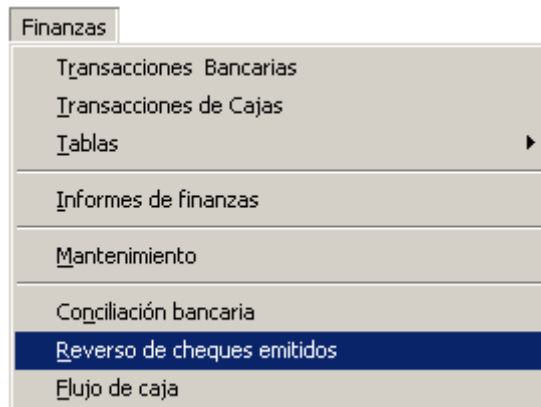 Finanzas
Transacciones Bancarias
Transacciones de Cajas
Tablas
Informes de finanzas
Mantenimiento
Conciliación bancaria
Reverso de cheques emitidos
Flujo de caja